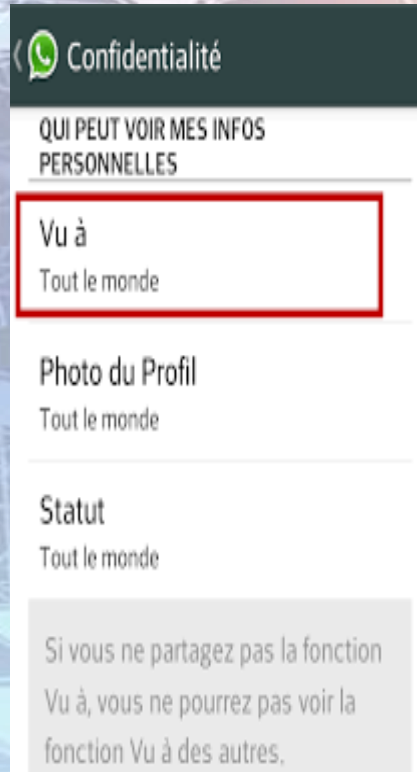 Confidentialité
QUI PEUT VOIR MES INFOS
PERSONNELLES
Vu à
Tout le monde
Photo du Profil
Tout le monde
Statut
Tout le monde
Si vous ne partagez pas la fonction
Vu à, vous ne pourrez pas voir la
fonction Vu à des autres.